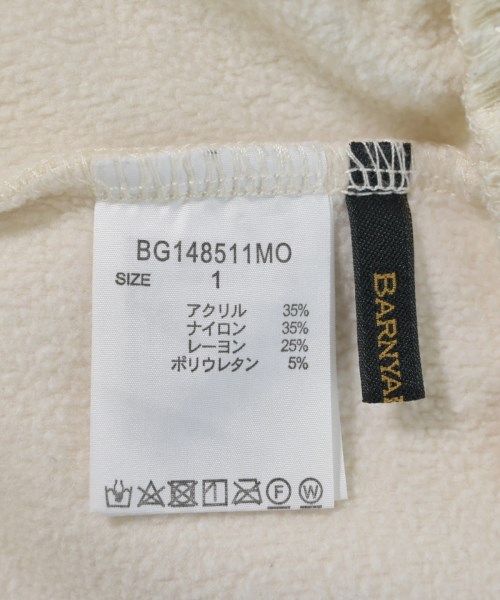 BG148511MO
SIZE 1
アクリル 35%
ナイロン 35%
レーヨン 25%
ポリウレタン 5%
F W